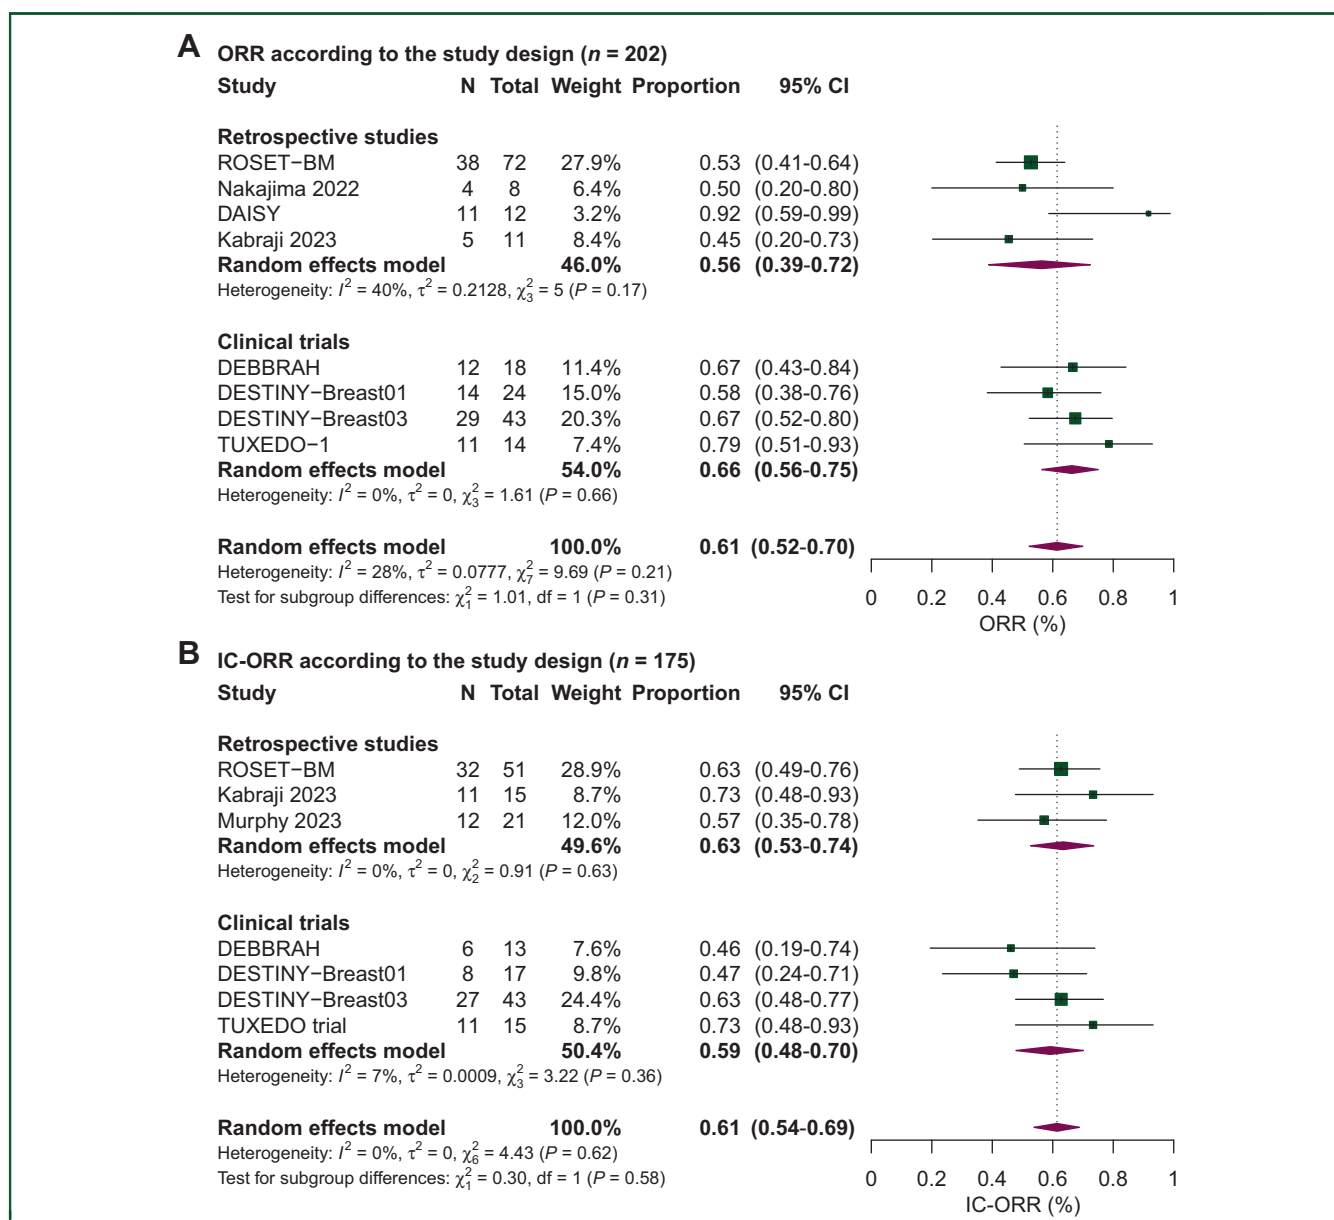 A ORR according to the study design (n = 202)
Study N Total Weight Proportion 95% CI
Retrospective studies
ROSET−BM 38 72 27.9% 0.53 (0.41-0.64)
Nakajima 2022 4 8 6.4% 0.50 (0.20-0.80)
DAISY 11 12 3.2% 0.92 (0.59-0.99)
Kabraji 2023 5 11 8.4% 0.45 (0.20-0.73)
Random effects model 46.0% 0.56 (0.39-0.72)
Heterogeneity: I² = 40%, τ² = 0.2128, χ²₃ = 5 (P = 0.17)
Clinical trials
DEBBRAH 12 18 11.4% 0.67 (0.43-0.84)
DESTINY−Breast01 14 24 15.0% 0.58 (0.38-0.76)
DESTINY−Breast03 29 43 20.3% 0.67 (0.52-0.80)
TUXEDO−1 11 14 7.4% 0.79 (0.51-0.93)
Random effects model 54.0% 0.66 (0.56-0.75)
Heterogeneity: I² = 0%, τ² = 0, χ²₃ = 1.61 (P = 0.66)
Random effects model 100.0% 0.61 (0.52-0.70)
Heterogeneity: I² = 28%, τ² = 0.0777, χ²₇ = 9.69 (P = 0.21)
Test for subgroup differences: χ²₁ = 1.01, df = 1 (P = 0.31)
0 0.2 0.4 0.6 0.8 1
ORR (%)
B IC-ORR according to the study design (n = 175)
Study N Total Weight Proportion 95% CI
Retrospective studies
ROSET−BM 32 51 28.9% 0.63 (0.49-0.76)
Kabraji 2023 11 15 8.7% 0.73 (0.48-0.93)
Murphy 2023 12 21 12.0% 0.57 (0.35-0.78)
Random effects model 49.6% 0.63 (0.53-0.74)
Heterogeneity: I² = 0%, τ² = 0, χ²₂ = 0.91 (P = 0.63)
Clinical trials
DEBBRAH 6 13 7.6% 0.46 (0.19-0.74)
DESTINY−Breast01 8 17 9.8% 0.47 (0.24-0.71)
DESTINY−Breast03 27 43 24.4% 0.63 (0.48-0.77)
TUXEDO trial 11 15 8.7% 0.73 (0.48-0.93)
Random effects model 50.4% 0.59 (0.48-0.70)
Heterogeneity: I² = 7%, τ² = 0.0009, χ²₃ = 3.22 (P = 0.36)
Random effects model 100.0% 0.61 (0.54-0.69)
Heterogeneity: I² = 0%, τ² = 0, χ²₆ = 4.43 (P = 0.62)
Test for subgroup differences: χ²₁ = 0.30, df = 1 (P = 0.58)
0 0.2 0.4 0.6 0.8 1
IC-ORR (%)